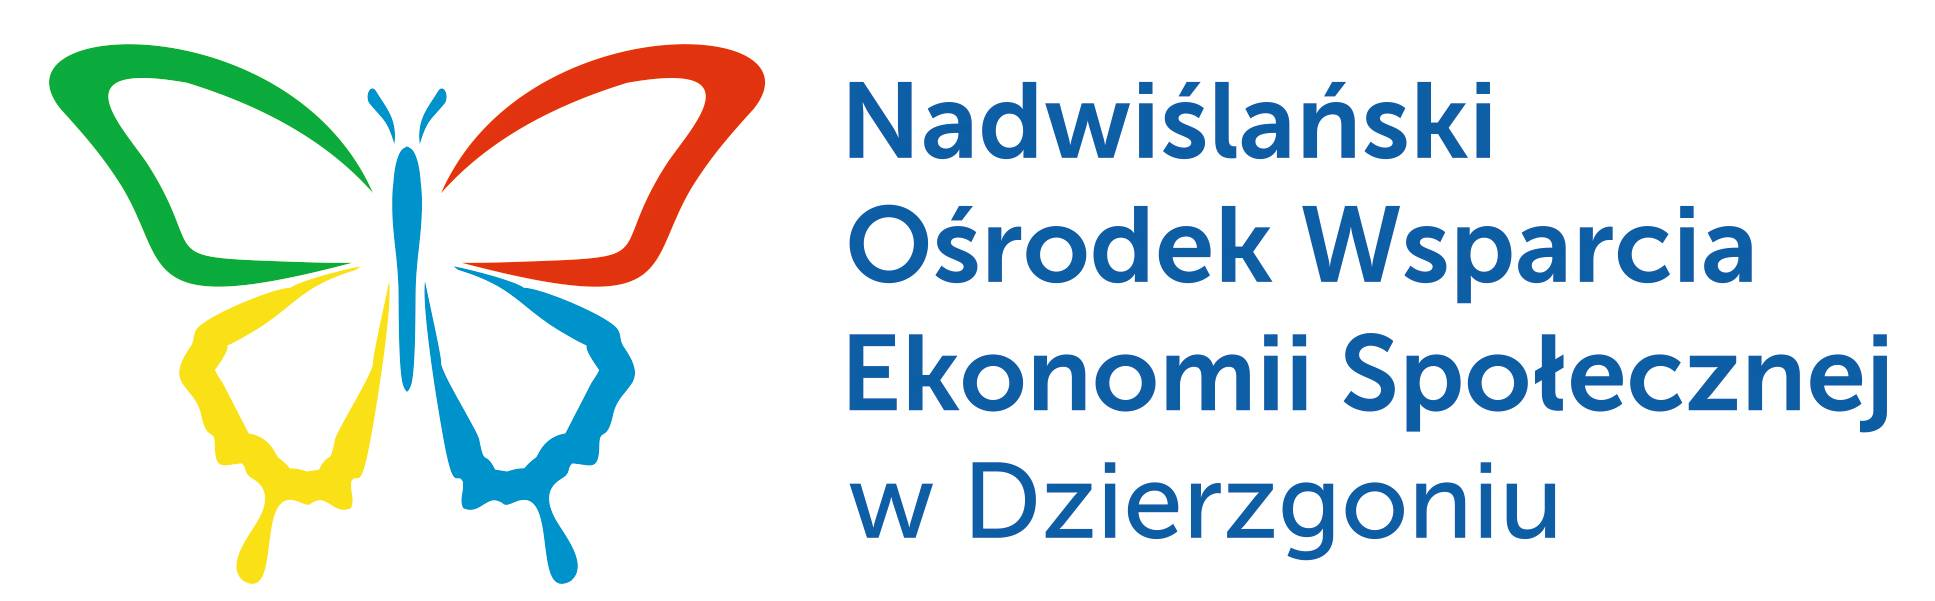 Nadwiślański
Ośrodek Wsparcia
Ekonomii Społecznej
w Dzierzgoniu